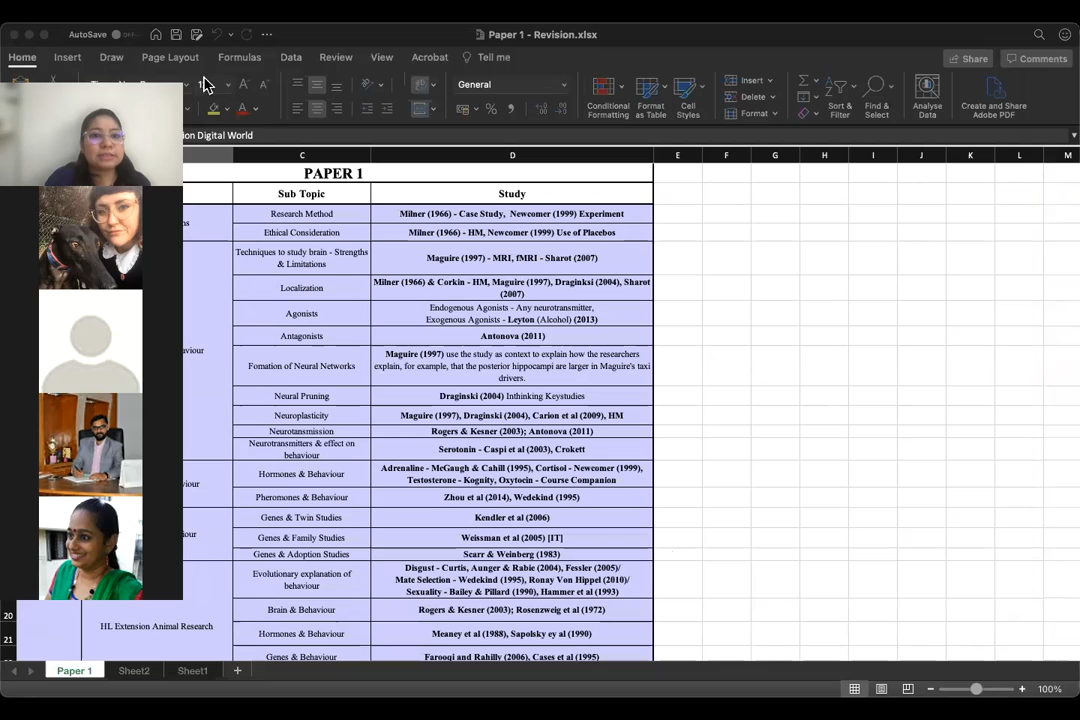 AutoSave OFF
Paper 1 - Revision.xlsx
Home Insert Draw Page Layout Formulas Data Review View Acrobat Tell me Share Comments
General
Conditional Formatting
Format as Table
Cell Styles
Insert
Delete
Format
Sort & Filter
Find & Select
Analyse Data
Create and Share Adobe PDF
on Digital World
C D E F G H I J K L M
PAPER 1
Sub Topic Study
Research Method Milner (1966) - Case Study, Newcomer (1999) Experiment
Ethical Consideration Milner (1966) - HM, Newcomer (1999) Use of Placebos
Techniques to study brain - Strengths & Limitations Maguire (1997) - MRI, fMRI - Sharot (2007)
Localization Milner (1966) & Corkin - HM, Maguire (1997), Draginksi (2004), Sharot (2007)
aviour
Agonists Endogenous Agonists - Any neurotransmitter,
Exogenous Agonists - Leyton (Alcohol) (2013)
Antagonists Antonova (2011)
Fomation of Neural Networks Maguire (1997) use the study as context to explain how the researchers explain, for example, that the posterior hippocampi are larger in Maguire's taxi drivers.
Neural Pruning Draginski (2004) Inthinking Keystudies
Neuroplasticity Maguire (1997), Draginski (2004), Carion et al (2009), HM
Neurotansmission Rogers & Kesner (2003); Antonova (2011)
Neurotransmitters & effect on behaviour Serotonin - Caspi et al (2003), Crokett
viour
Hormones & Behaviour Adrenaline - McGaugh & Cahill (1995), Cortisol - Newcomer (1999), Testosterone - Kognity, Oxytocin - Course Companion
Pheromones & Behaviour Zhou et al (2014), Wedekind (1995)
Genes & Twin Studies Kendler et al (2006)
our
Genes & Family Studies Weissman et al (2005) [IT]
Genes & Adoption Studies Scarr & Weinberg (1983)
Evolutionary explanation of behaviour Disgust - Curtis, Aunger & Rabie (2004), Fessler (2005)/
Mate Selection - Wedekind (1995), Ronay Von Hippel (2010)/
Sexuality - Bailey & Pillard (1990), Hammer et al (1993)
20 Brain & Behaviour Rogers & Kesner (2003); Rosenzweig et al (1972)
HL Extension Animal Research
21 Hormones & Behaviour Meaney et al (1988), Sapolsky ey al (1990)
Genes & Behaviour Farooqi and Rahilly (2006), Cases et al (1995)
Paper 1 Sheet2 Sheet1 +
100%